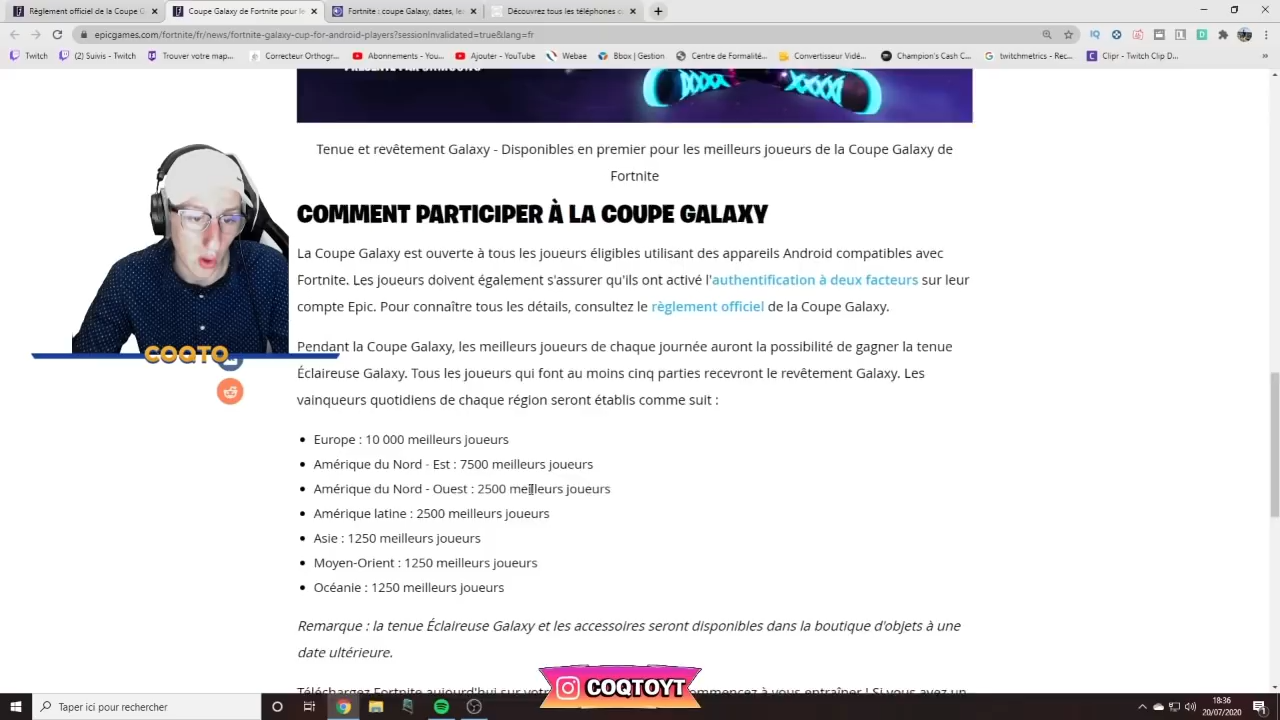 Règlement officiel de la Coupe G
Coupe Galaxy de Fortnite pour le
Fortnite : la coupe Galaxy, dates, le
Découvrez tous les téléphones c
epicgames.com/fortnite/fr/news/fortnite-galaxy-cup-for-android-players?sessionInvalidated=true&lang=fr
Twitch
(2) Suivis - Twitch
Trouver votre map...
Correcteur Orthogr...
YouTube
Ajouter - YouTube
Webae
Bbox | Gestion
Centre de Formalité...
Convertisseur Vidéo...
Champion's Cash C...
twitchmetrics - Rec...
Clipr - Twitch Clip D...
Tenue et revêtement Galaxy - Disponibles en premier pour les meilleurs joueurs de la Coupe Galaxy de
Fortnite
COMMENT PARTICIPER À LA COUPE GALAXY
La Coupe Galaxy est ouverte à tous les joueurs éligibles utilisant des appareils Android compatibles avec
Fortnite. Les joueurs doivent également s'assurer qu'ils ont activé l'authentification à deux facteurs sur leur
compte Epic. Pour connaître tous les détails, consultez le règlement officiel de la Coupe Galaxy.
Pendant la Coupe Galaxy, les meilleurs joueurs de chaque journée auront la possibilité de gagner la tenue
Éclaireuse Galaxy. Tous les joueurs qui font au moins cinq parties recevront le revêtement Galaxy. Les
vainqueurs quotidiens de chaque région seront établis comme suit :
Europe : 10 000 meilleurs joueurs
Amérique du Nord - Est : 7500 meilleurs joueurs
Amérique du Nord - Ouest : 2500 meilleurs joueurs
Amérique latine : 2500 meilleurs joueurs
Asie : 1250 meilleurs joueurs
Moyen-Orient : 1250 meilleurs joueurs
Océanie : 1250 meilleurs joueurs
Remarque : la tenue Éclaireuse Galaxy et les accessoires seront disponibles dans la boutique d'objets à une
date ultérieure.
Téléchargez Fortnite aujourd'hui sur
commencez à vous entraîner ! Si vous avez un
COQTO
COQTOYT
Taper ici pour rechercher
18:36
20/07/2020